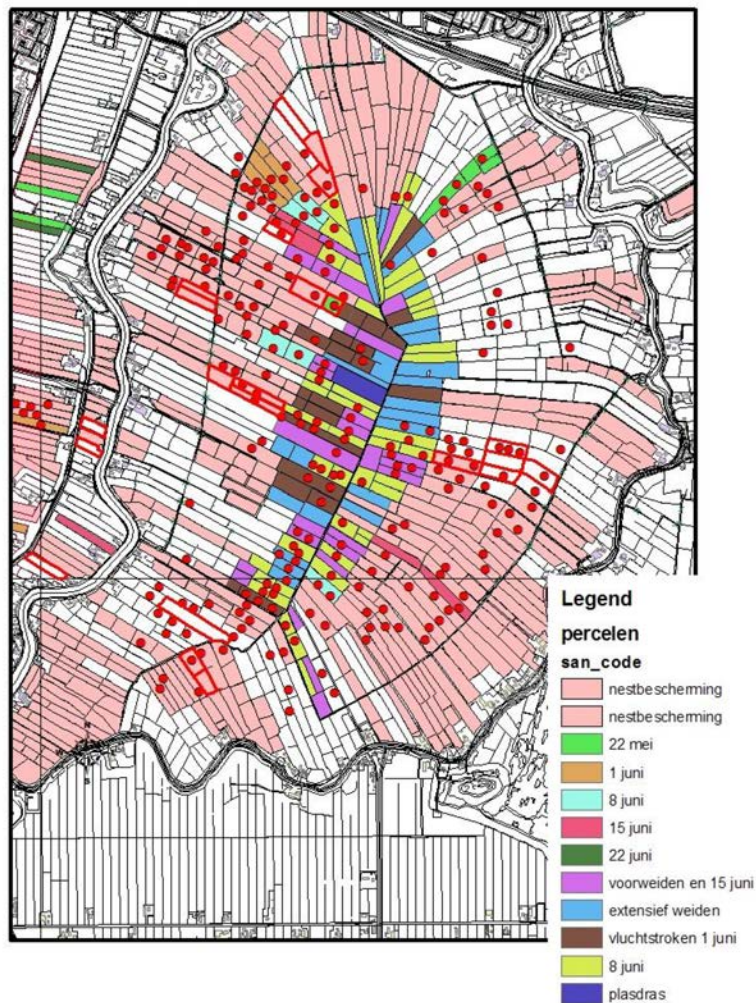 Legend
percelen
san_code
nestbescherming
nestbescherming
22 mei
1 juni
8 juni
15 juni
22 juni
voorweiden en 15 juni
extensief weiden
vluchtstroken 1 juni
8 juni
plasdras